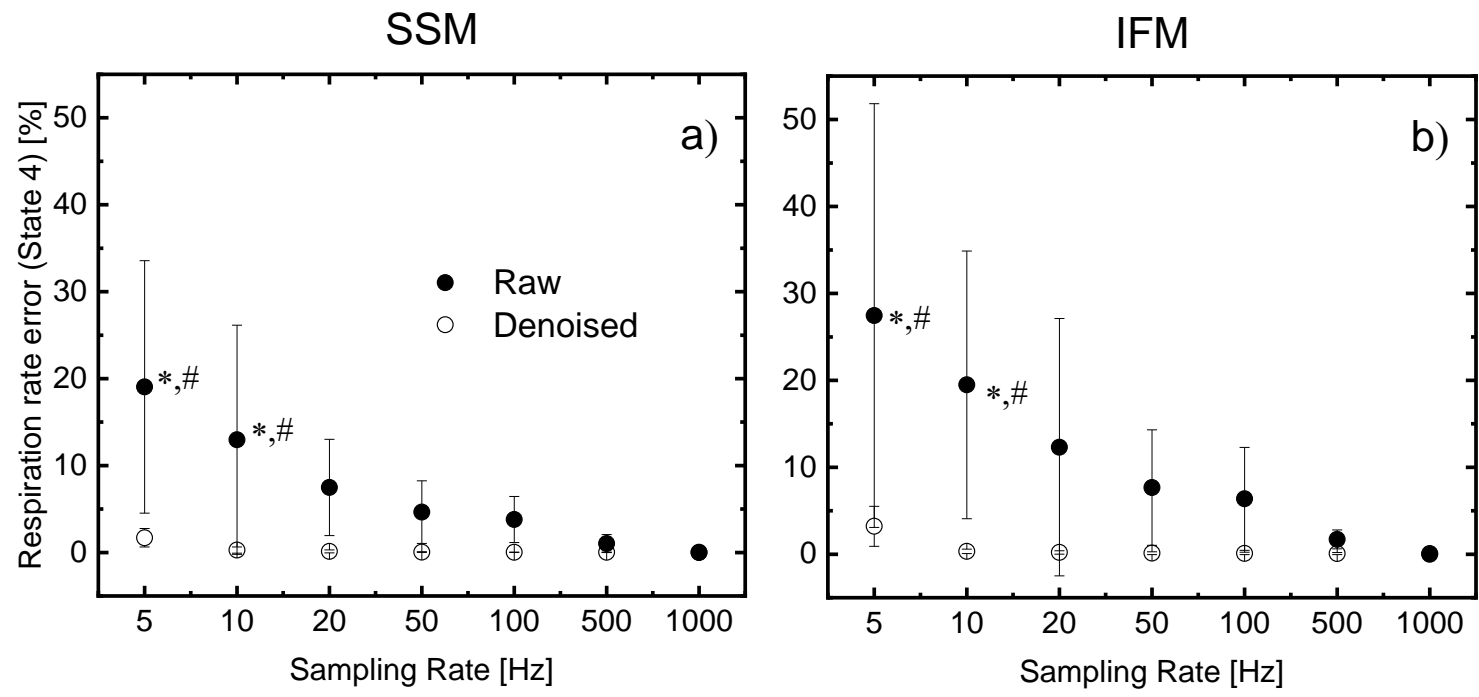 SSM
Respiration rate error (State 4) [%]
50
40
30
20
10
0
a)
Raw
Denoised
*,#
*,#
5 10 20 50 100 500 1000
Sampling Rate [Hz]
IFM
50
40
30
20
10
0
b)
*,#
*,#
5 10 20 50 100 500 1000
Sampling Rate [Hz]